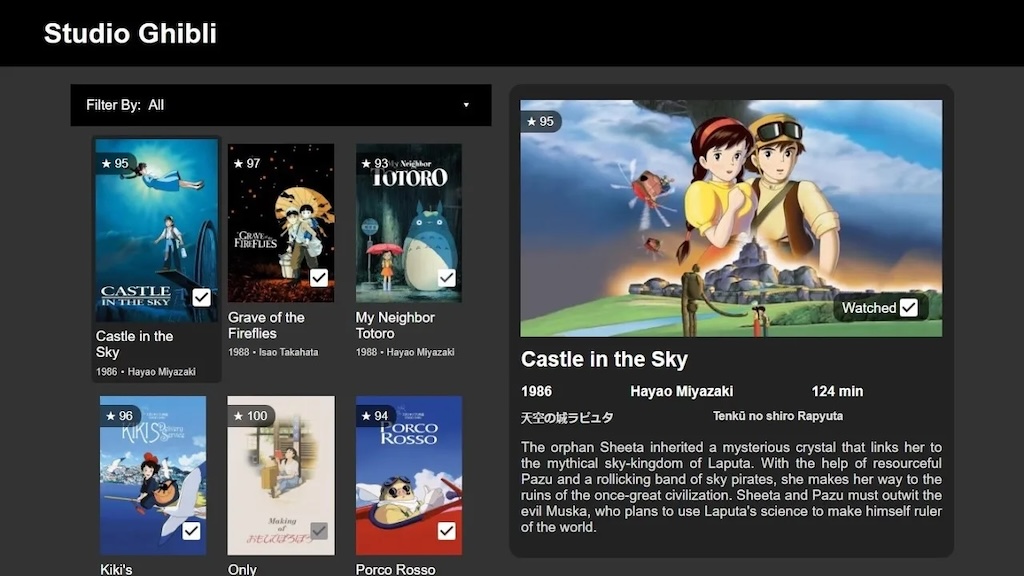 Studio Ghibli
Filter By: All
★ 95
CASTLE
IN THE SKY
Castle in the
Sky
1986 • Hayao Miyazaki
★ 97
GRAVE OF THE
FIREFLIES
Grave of the
Fireflies
1988 • Isao Takahata
★ 93
My Neighbor
TOTORO
My Neighbor
Totoro
1988 • Hayao Miyazaki
★ 96
KIKI'S Delivery
Service
Kiki's
★ 100
Making
of
おもひでぽろぽろ
Only
★ 94
PORCO
ROSSO
Porco Rosso
★ 95
Watched
Castle in the Sky
1986 Hayao Miyazaki 124 min
天空の城ラピュタ Tenkū no shiro Rapyuta
The orphan Sheeta inherited a mysterious crystal that links her to
the mythical sky-kingdom of Laputa. With the help of resourceful
Pazu and a rollicking band of sky pirates, she makes her way to the
ruins of the once-great civilization. Sheeta and Pazu must outwit the
evil Muska, who plans to use Laputa's science to make himself ruler
of the world.